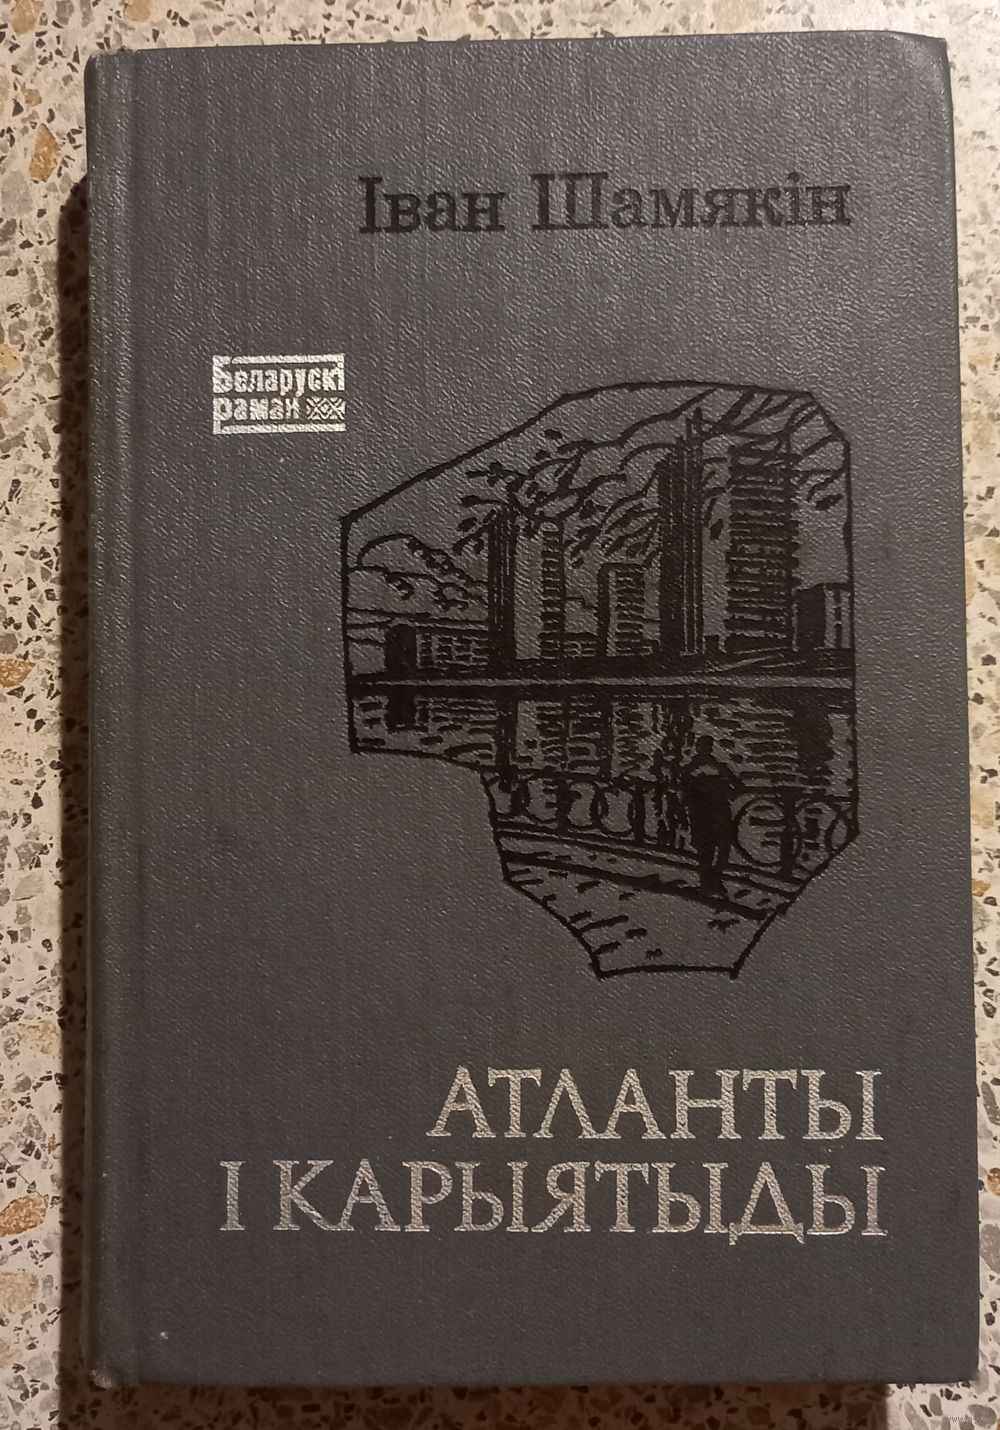 Іван Шамякін
Беларускі
раман
АТЛАНТЫ
І КАРЫЯТЫДЫ